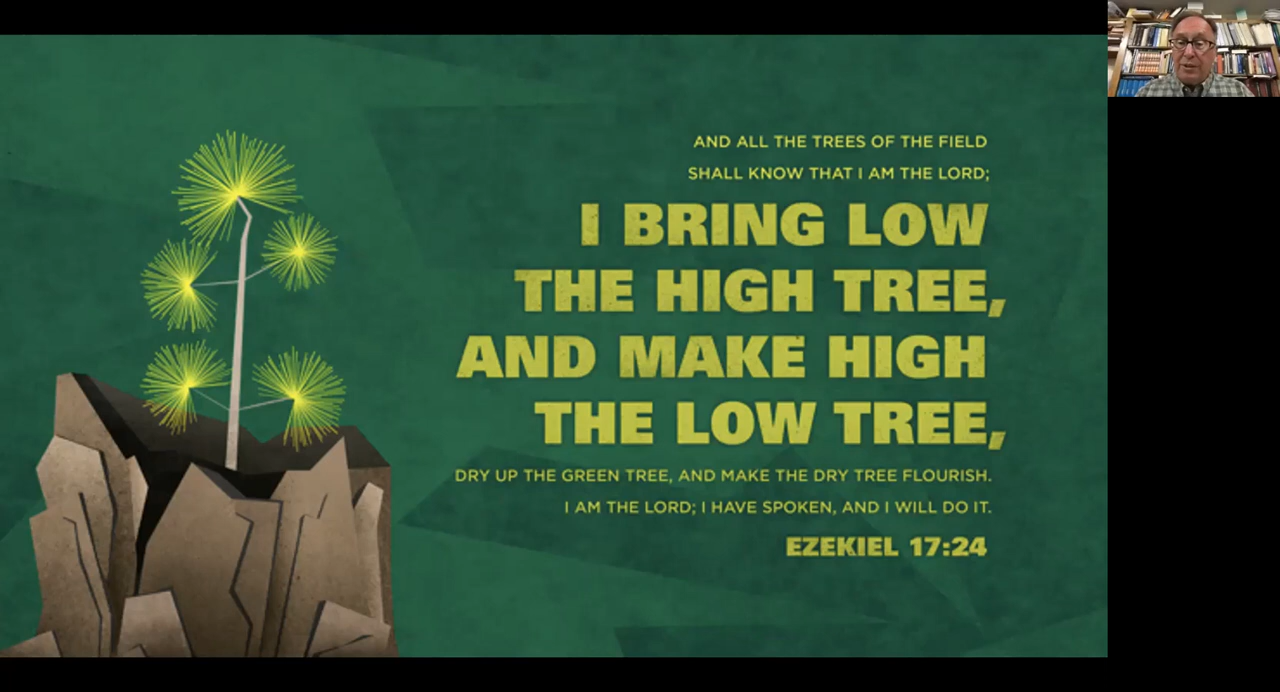 AND ALL THE TREES OF THE FIELD
SHALL KNOW THAT I AM THE LORD;
I BRING LOW
THE HIGH TREE,
AND MAKE HIGH
THE LOW TREE,
DRY UP THE GREEN TREE, AND MAKE THE DRY TREE FLOURISH.
I AM THE LORD; I HAVE SPOKEN, AND I WILL DO IT.
EZEKIEL 17:24